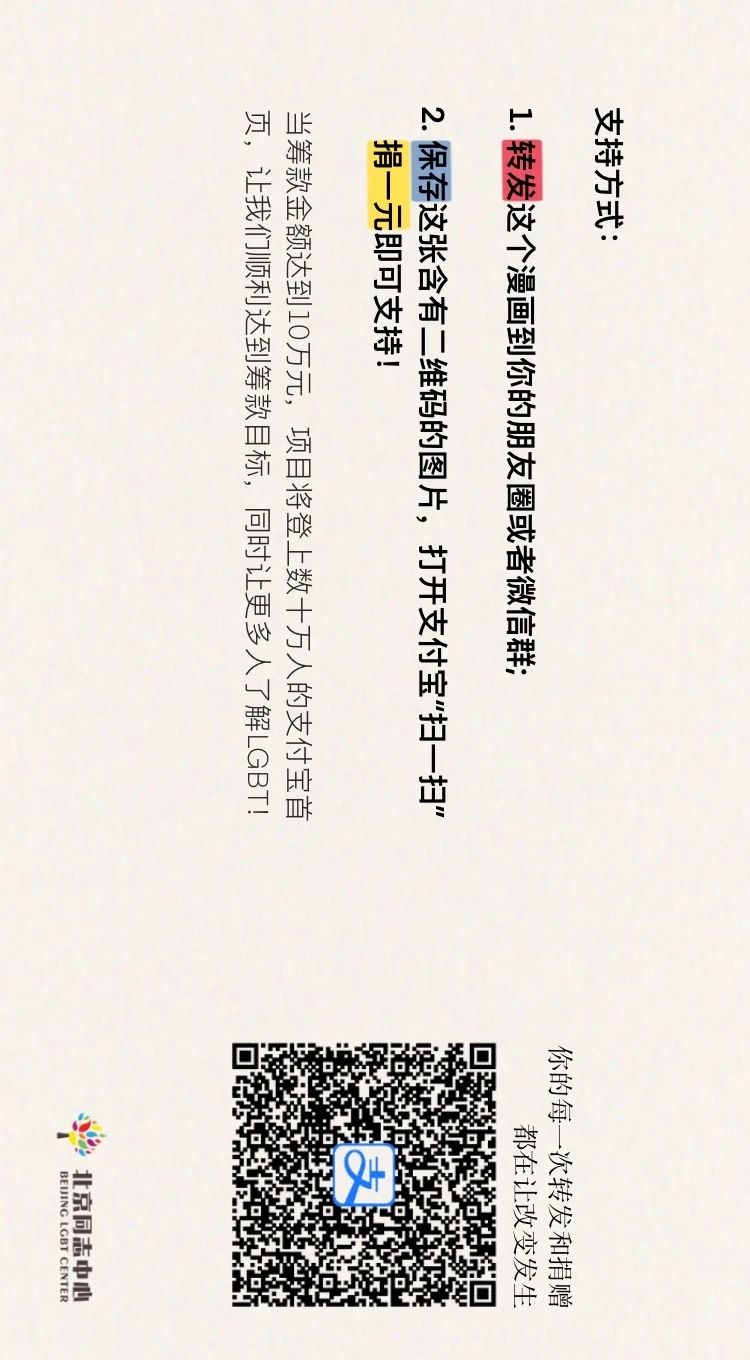 支持方式：
1. 转发这个漫画到你的朋友圈或者微信群；
2. 保存这张含有二维码的图片，打开支付宝“扫一扫”
捐一元即可支持！
当筹款金额达到10万元，项目将登上数十万人的支付宝首
页，让我们顺利达到筹款目标，同时让更多人了解LGBT！
你的每一次转发和捐赠
都在让改变发生
支
北京同志中心
BEIJING LGBT CENTER